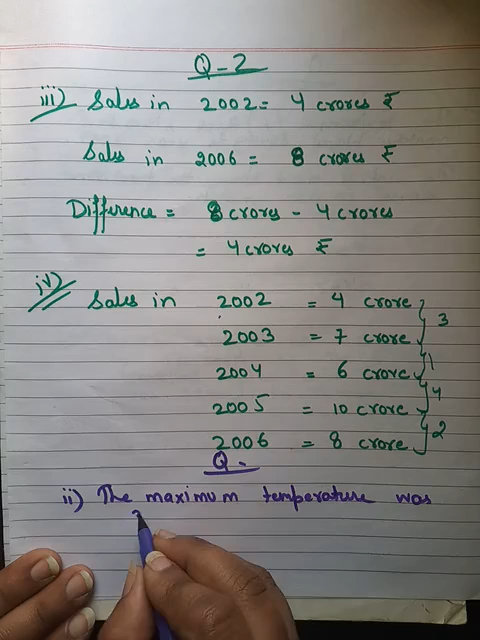 Q-2
iii) Sales in 2002 = 4 crores ₹
Sales in 2006 = 8 crores ₹
Difference = 8 crores - 4 crores
= 4 crores ₹
iv) Sales in 2002 = 4 crore
3
2003 = 7 crore
1
2004 = 6 crore
4
2005 = 10 crore
2
2006 = 8 crore
Q.
ii) The maximum temperature was